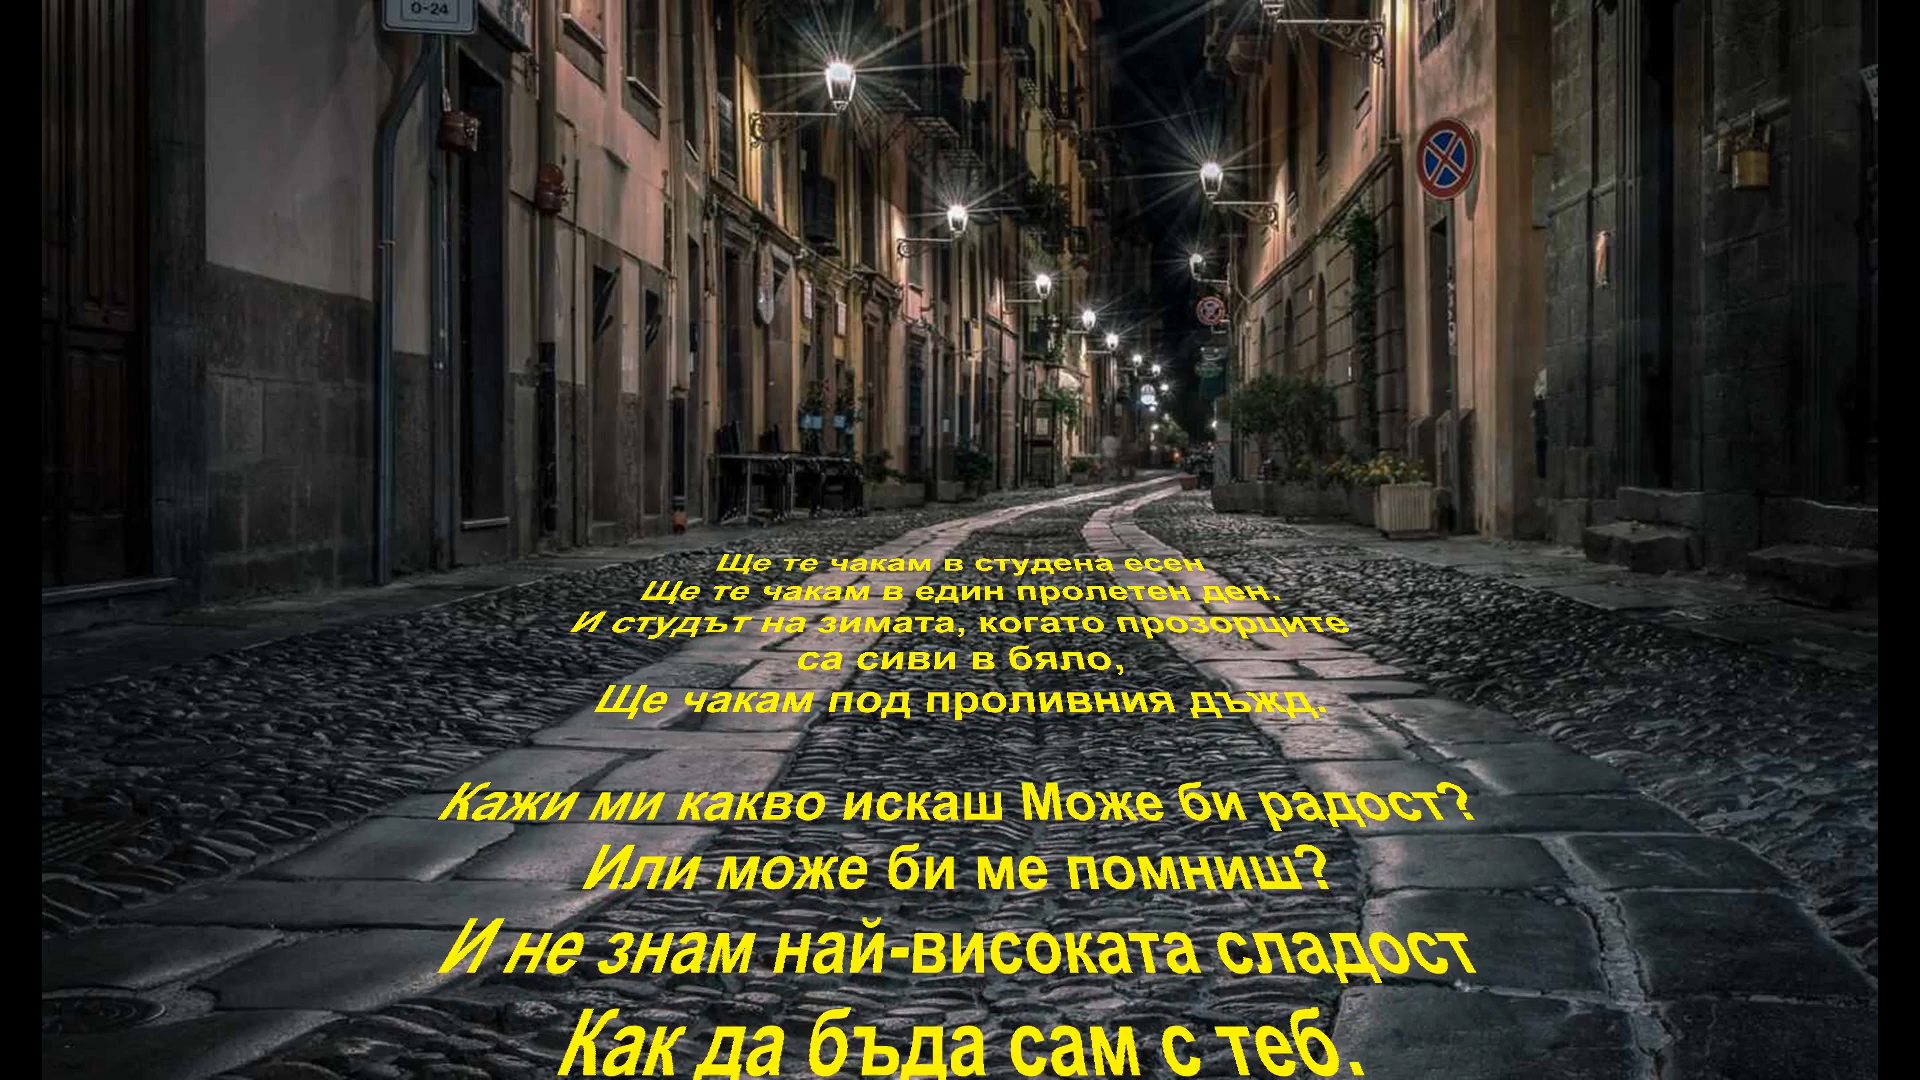 0-24
Ще те чакам в студена есен
Ще те чакам в един пролетен ден.
И студът на зимата, когато прозорците
са сиви в бяло,
Ще чакам под проливния дъжд.
Кажи ми какво искаш Може би радост?
Или може би ме помниш?
И не знам най-високата сладост
Как да бъда сам с теб.